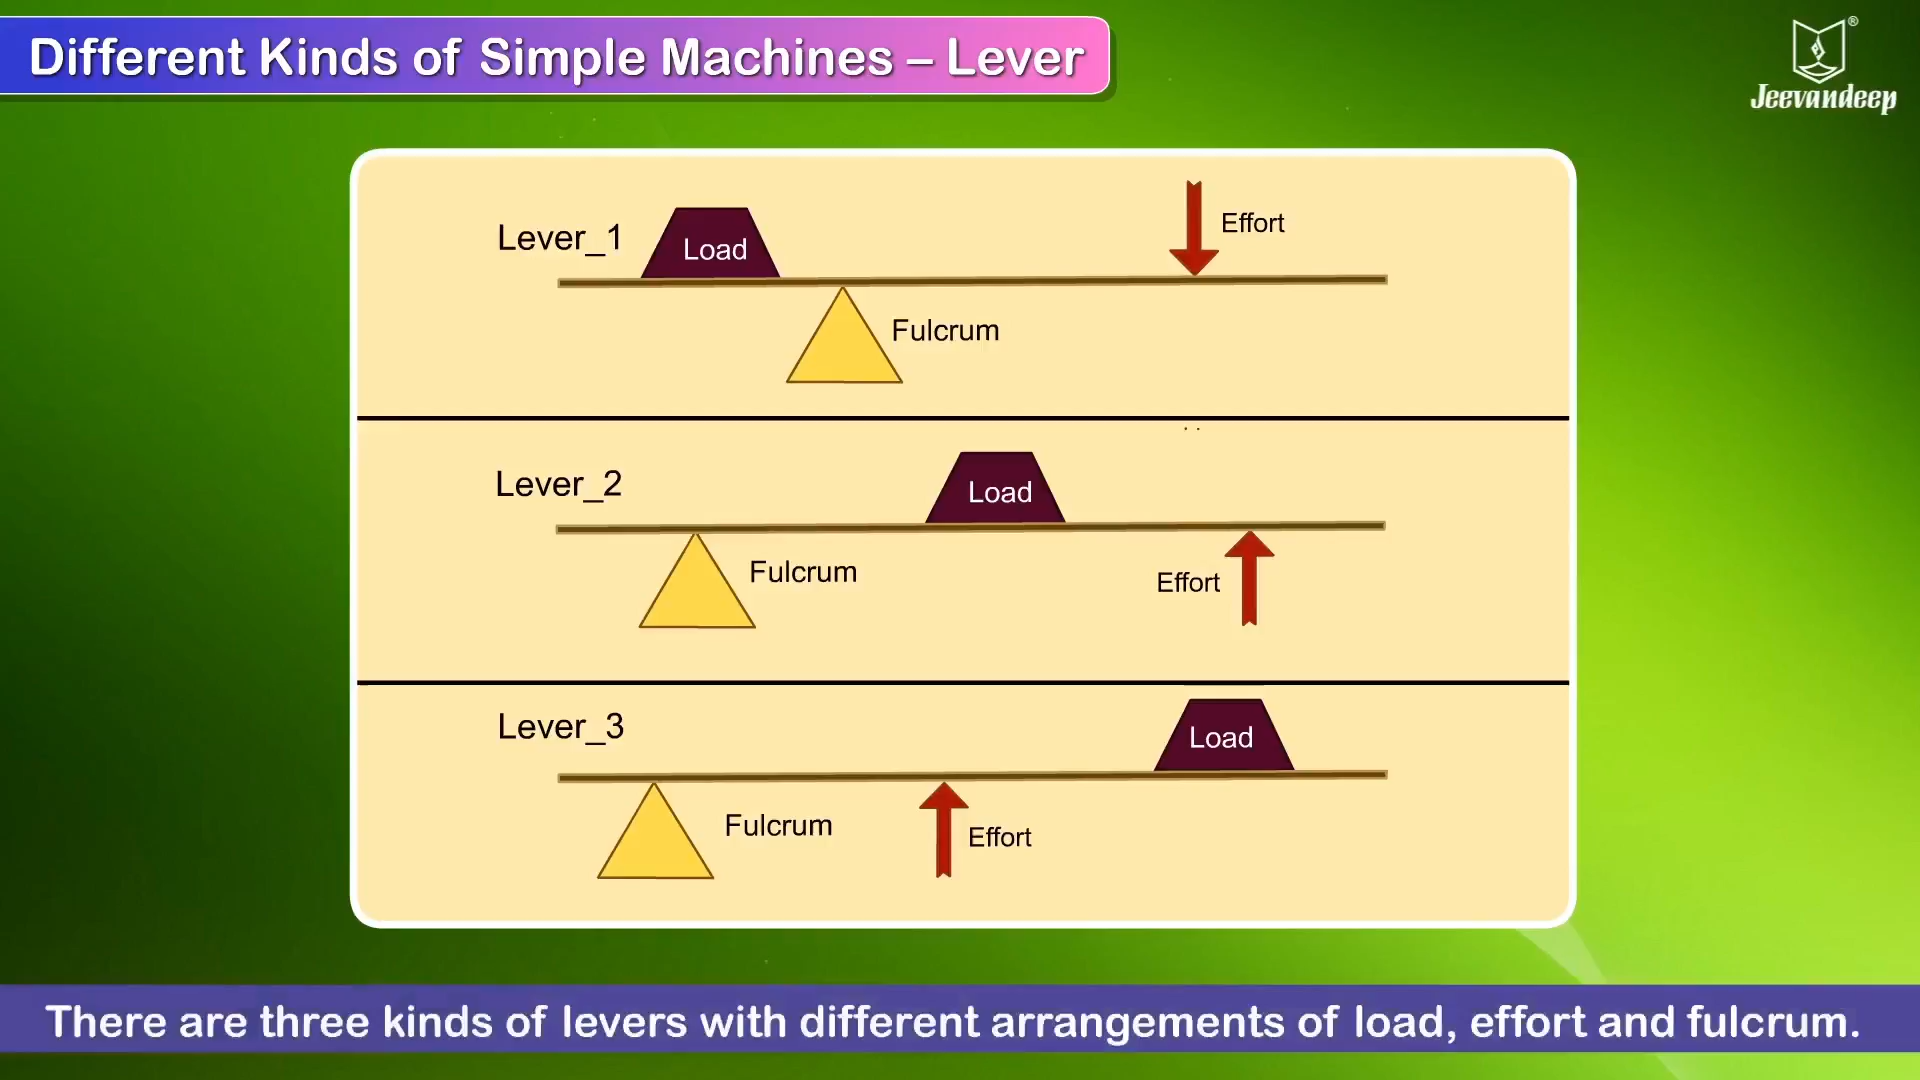 Different Kinds of Simple Machines – Lever
®
Jeevandeep
Lever_1
Load
Effort
Fulcrum
Lever_2
Load
Fulcrum
Effort
Lever_3
Load
Fulcrum
Effort
There are three kinds of levers with different arrangements of load, effort and fulcrum.